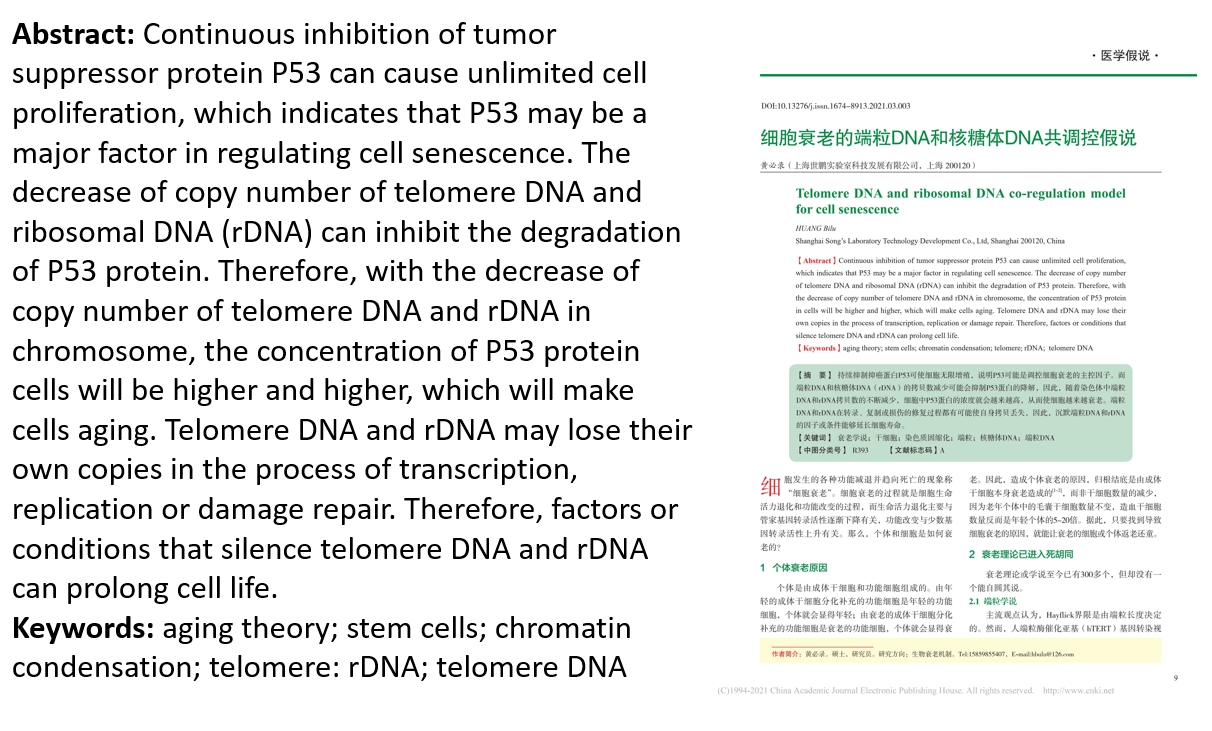 Abstract: Continuous inhibition of tumor
suppressor protein P53 can cause unlimited cell
proliferation, which indicates that P53 may be a
major factor in regulating cell senescence. The
decrease of copy number of telomere DNA and
ribosomal DNA (rDNA) can inhibit the degradation
of P53 protein. Therefore, with the decrease of
copy number of telomere DNA and rDNA in
chromosome, the concentration of P53 protein
cells will be higher and higher, which will make
cells aging. Telomere DNA and rDNA may lose their
own copies in the process of transcription,
replication or damage repair. Therefore, factors or
conditions that silence telomere DNA and rDNA
can prolong cell life.
Keywords: aging theory; stem cells; chromatin
condensation; telomere: rDNA; telomere DNA
·医学假说·
DOI:10.13276/j.issn.1674-8913.2021.03.003
细胞衰老的端粒DNA和核糖体DNA共调控假说
黄必录（上海世鹏实验室科技发展有限公司，上海 200120）
Telomere DNA and ribosomal DNA co-regulation model
for cell senescence
HUANG Bilu
Shanghai Song’s Laboratory Technology Development Co., Ltd, Shanghai 200120, China
【Abstract】Continuous inhibition of tumor suppressor protein P53 can cause unlimited cell proliferation,
which indicates that P53 may be a major factor in regulating cell senescence. The decrease of copy number
of telomere DNA and ribosomal DNA (rDNA) can inhibit the degradation of P53 protein. Therefore, with
the decrease of copy number of telomere DNA and rDNA in chromosome, the concentration of P53 protein
in cells will be higher and higher, which will make cells aging. Telomere DNA and rDNA may lose their
own copies in the process of transcription, replication or damage repair. Therefore, factors or conditions that
silence telomere DNA and rDNA can prolong cell life.
【Keywords】aging theory; stem cells; chromatin condensation; telomere; rDNA; telomere DNA
【摘 要】 持续抑制抑癌蛋白P53可使细胞无限增殖，说明P53可能是调控细胞衰老的主控因子。而
端粒DNA和核糖体DNA（rDNA）的拷贝数减少可能会抑制P53蛋白的降解，因此，随着染色体中端粒
DNA和rDNA拷贝数的不断减少，细胞中P53蛋白的浓度就会越来越高，从而使细胞越来越衰老。端粒
DNA和rDNA在转录、复制或损伤的修复过程都有可能使自身拷贝丢失，因此，沉默端粒DNA和rDNA
的因子或条件能够延长细胞寿命。
【关键词】 衰老学说；干细胞；染色质固缩化；端粒；核糖体DNA；端粒DNA
【中图分类号】 R393 【文献标志码】A
细胞发生的各种功能减退并趋向死亡的现象称
“细胞衰老”。细胞衰老的过程就是细胞生命
活力退化和功能改变的过程，而生命活力退化主要与
管家基因转录活性逐渐下降有关，功能改变与少数基
因转录活性上升有关。那么，个体和细胞是如何衰
老的？
1 个体衰老原因
个体是由成体干细胞和功能细胞组成的。由年
轻的成体干细胞分化补充的功能细胞是年轻的功能
细胞，个体就会显得年轻；由衰老的成体干细胞分化
补充的功能细胞是衰老的功能细胞，个体就会显得衰
老。因此，造成个体衰老的原因，归根结底是由成体
干细胞本身衰老造成的[1-2]，而非干细胞数量的减少，
因为老年个体中的毛囊干细胞数量不变，造血干细胞
数量反而是年轻个体的5~20倍。据此，只要找到导致
细胞衰老的原因，就能让衰老的细胞或个体返老还童。
2 衰老理论已进入死胡同
衰老理论或学说至今已有300多个，但却没有一
个能自圆其说。
2.1 端粒学说
主流观点认为，Hayflick界限是由端粒长度决定
的。然而，人端粒酶催化亚基（hTERT）基因转染视
作者简介：黄必录。硕士，研究员。研究方向：生物衰老机制。Tel:15859855407，E-mail:hbulu@126.com
9
(C)1994-2021 China Academic Journal Electronic Publishing House. All rights reserved. http://www.cnki.net